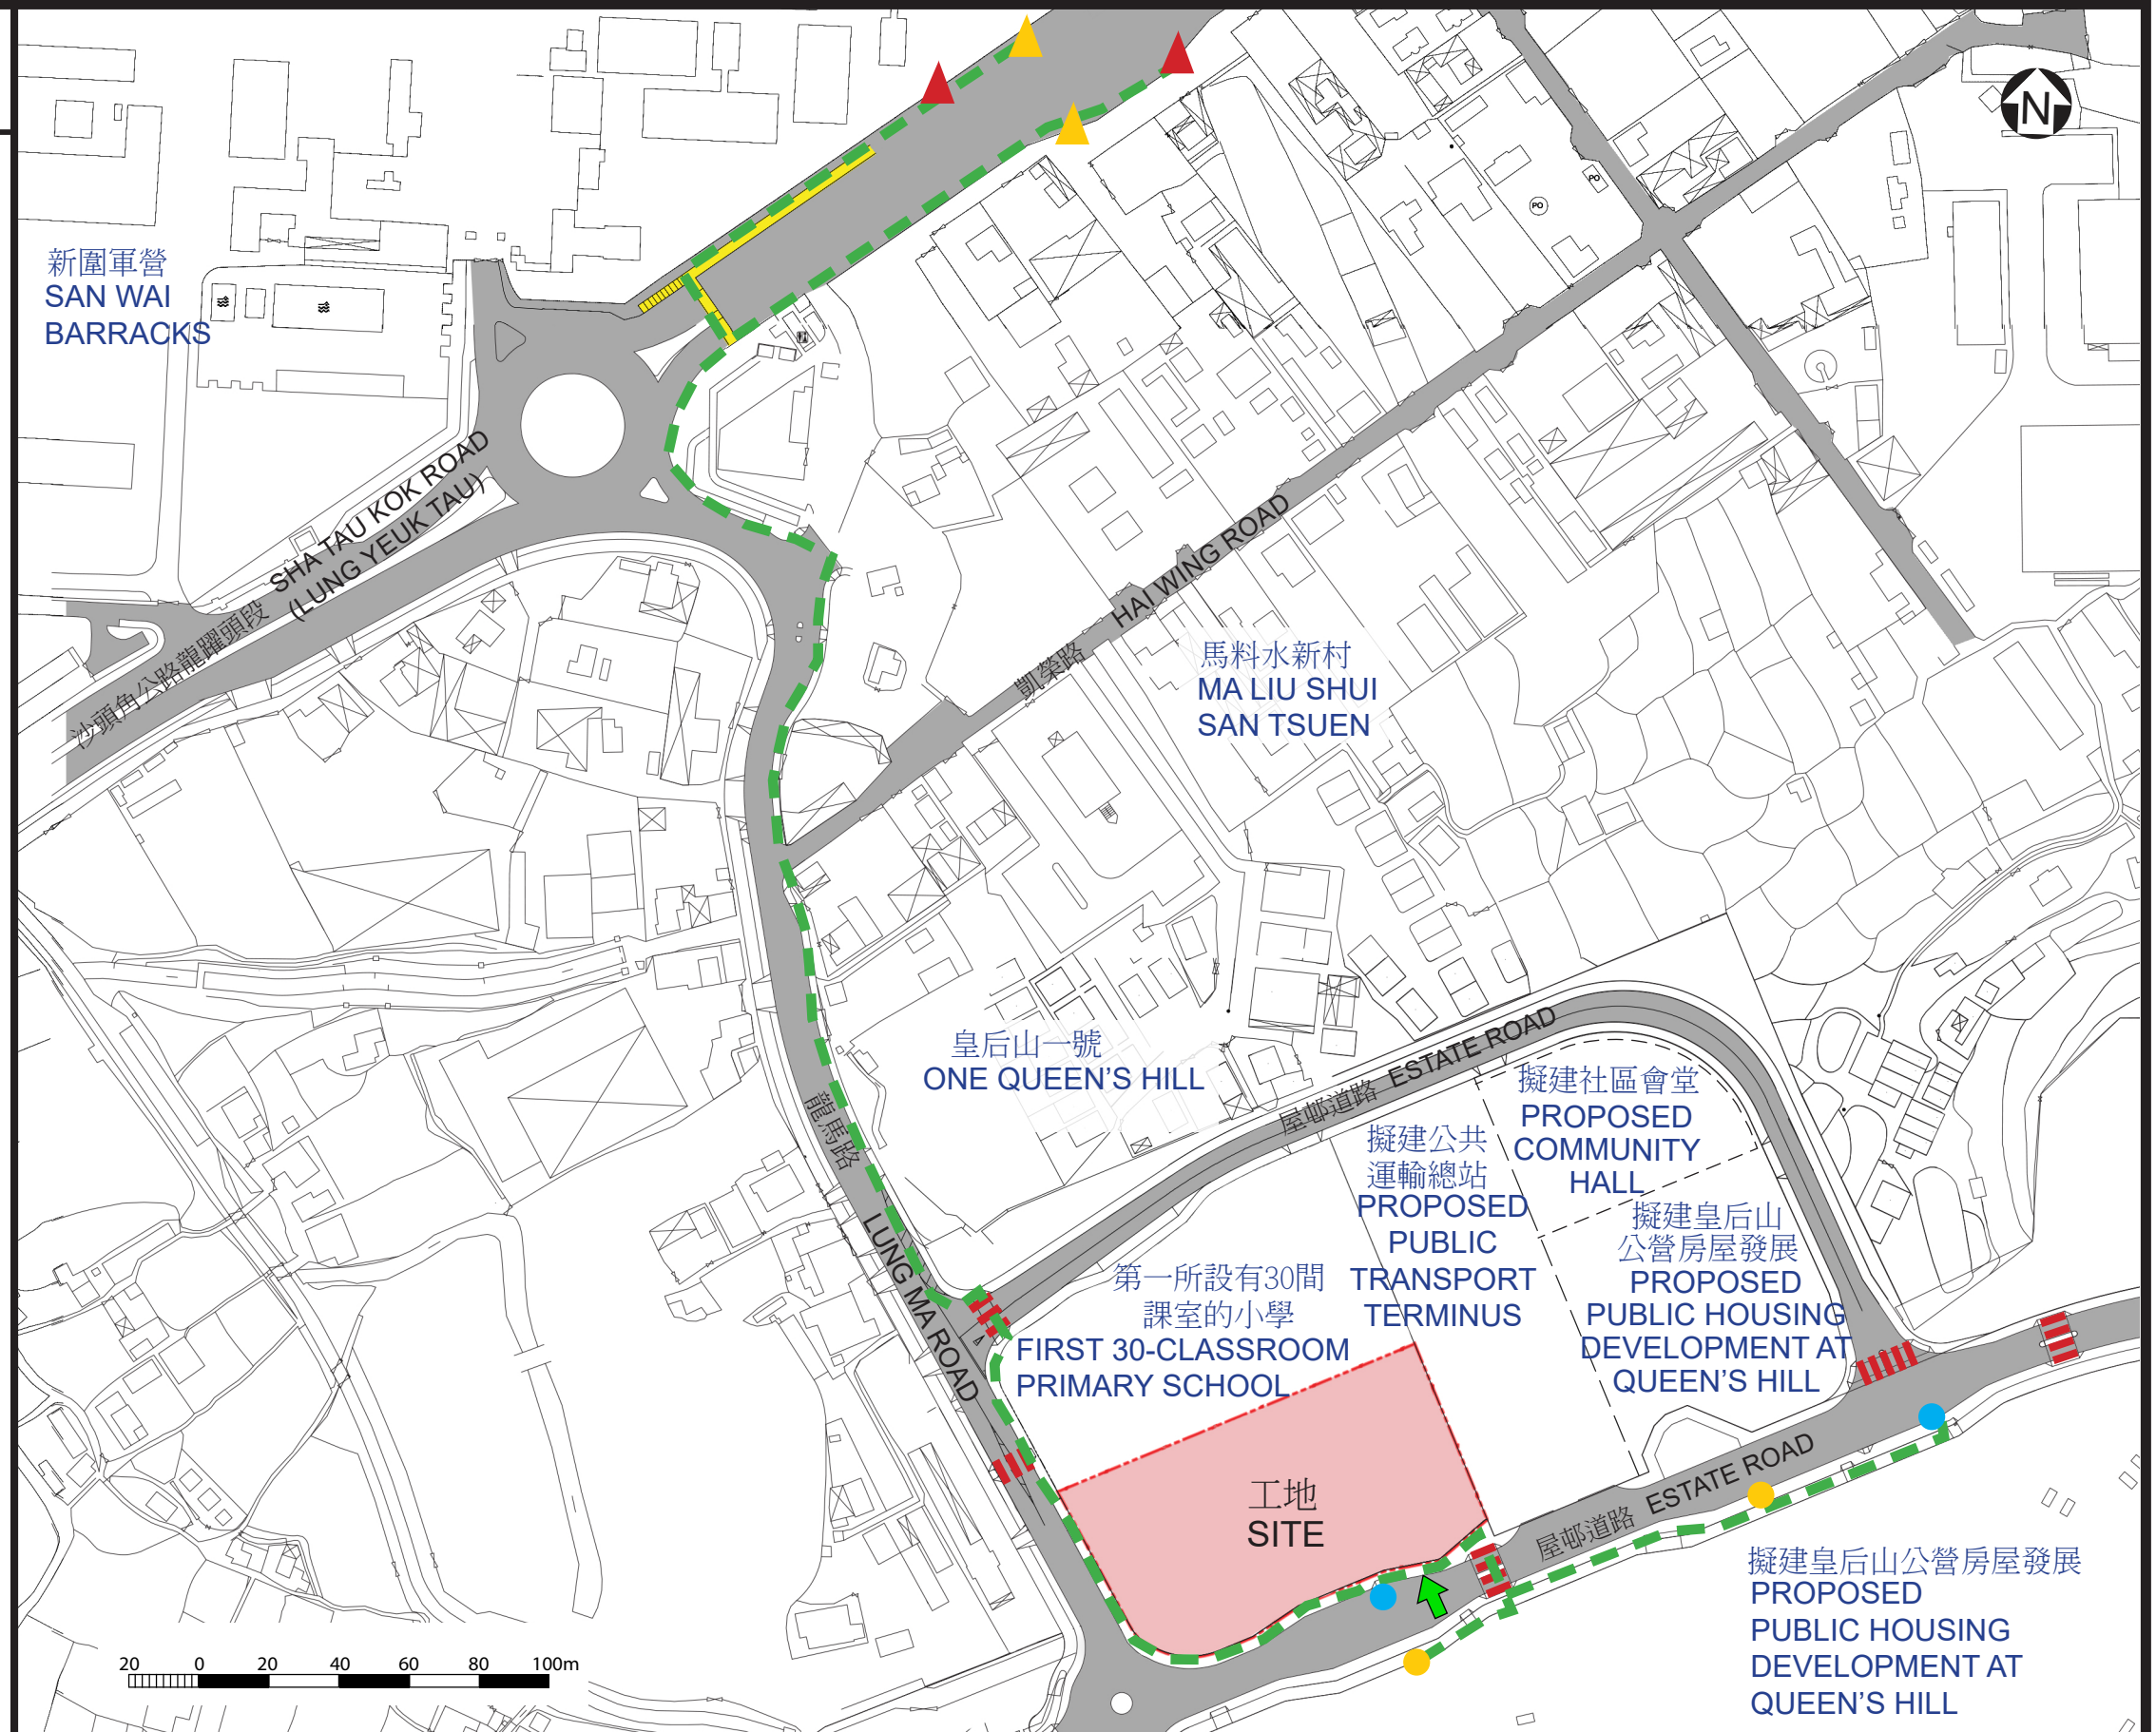 N
PO
PO
新圍軍營
SAN WAI
BARRACKS
沙頭角公路龍躍頭段 SHA TAU KOK ROAD
(LUNG YEUK TAU)
凱榮路 HAI WING ROAD
馬料水新村
MA LIU SHUI
SAN TSUEN
皇后山一號
ONE QUEEN'S HILL
屋邨道路 ESTATE ROAD
擬建社區會堂
PROPOSED
COMMUNITY
HALL
擬建公共
運輸總站
PROPOSED
PUBLIC
TRANSPORT
TERMINUS
擬建皇后山
公營房屋發展
PROPOSED
PUBLIC HOUSING
DEVELOPMENT AT
QUEEN'S HILL
龍馬路 LUNG MA ROAD
第一所設有30間
課室的小學
FIRST 30-CLASSROOM
PRIMARY SCHOOL
工地
SITE
屋邨道路 ESTATE ROAD
擬建皇后山公營房屋發展
PROPOSED
PUBLIC HOUSING
DEVELOPMENT AT
QUEEN'S HILL
20 0 20 40 60 80 100m